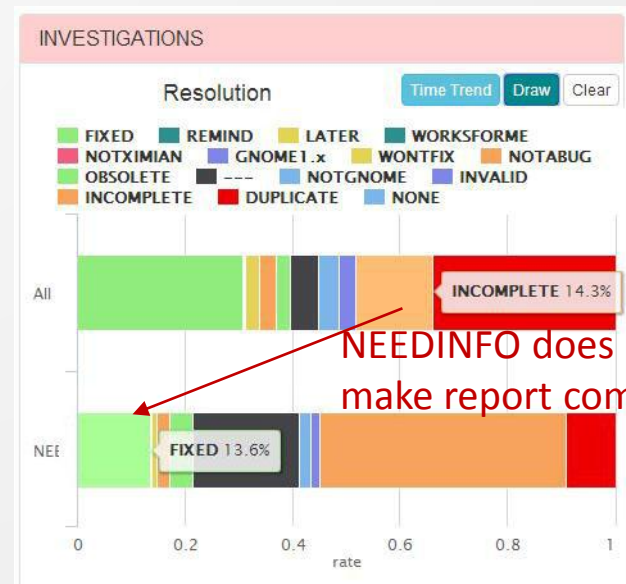 INVESTIGATIONS
Resolution
Time Trend Draw Clear
FIXED REMIND LATER WORKSFORME
NOTXIMIAN GNOME1.x WONTFIX NOTABUG
OBSOLETE --- NOTGNOME INVALID
INCOMPLETE DUPLICATE NONE
All
INCOMPLETE 14.3%
NEEDINFO does
make report com
NEE
FIXED 13.6%
0 0.2 0.4 0.6 0.8 1
rate